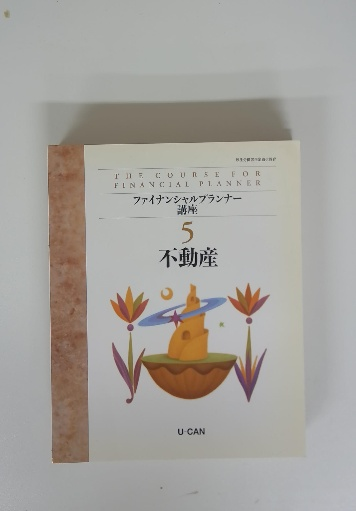 THE COURSE FOR
FINANCIAL PLANNER
ファイナンシャルプランナー
講座
5
不動産
U-CAN